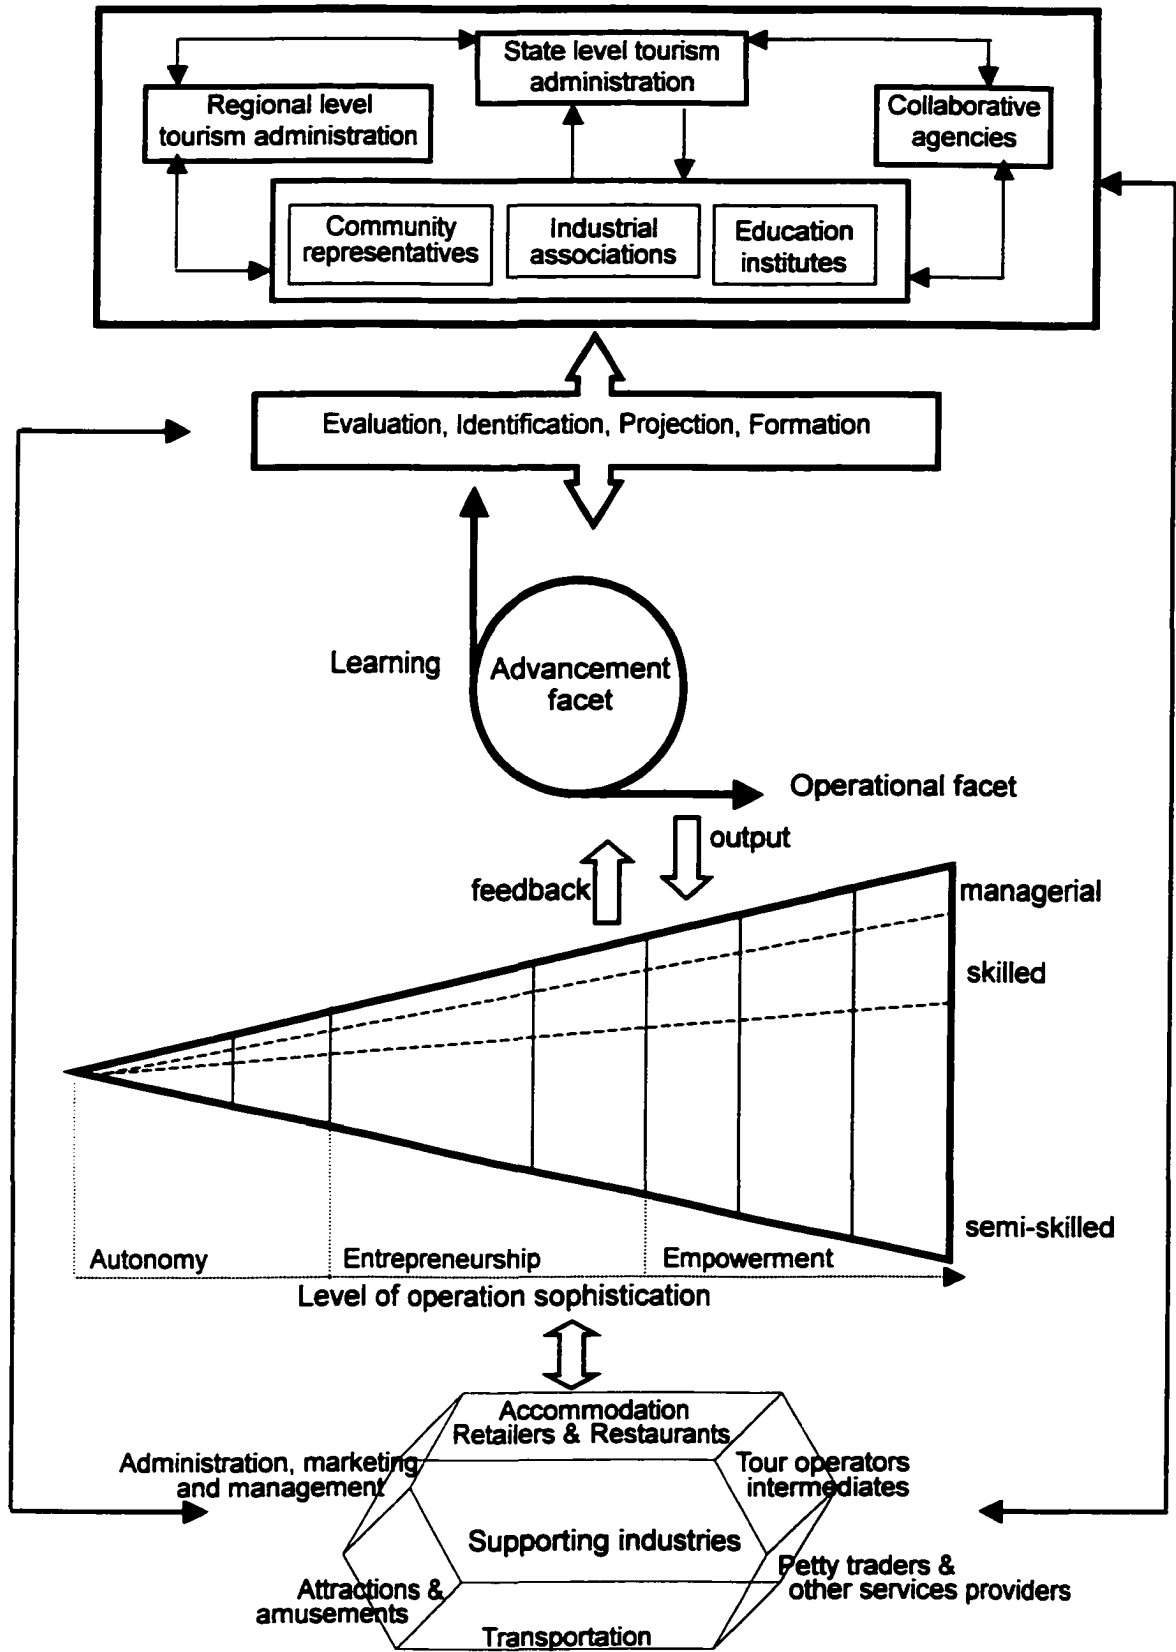 State level tourism
administration
Regional level
tourism administration
Collaborative
agencies
Community
representatives
Industrial
associations
Education
institutes
Evaluation, Identification, Projection, Formation
Learning
Advancement
facet
Operational facet
output
feedback
managerial
skilled
semi-skilled
Autonomy
Entrepreneurship
Empowerment
Level of operation sophistication
Accommodation
Retailers & Restaurants
Administration, marketing
and management
Tour operators
intermediates
Supporting industries
Petty traders &
other services providers
Attractions &
amusements
Transportation